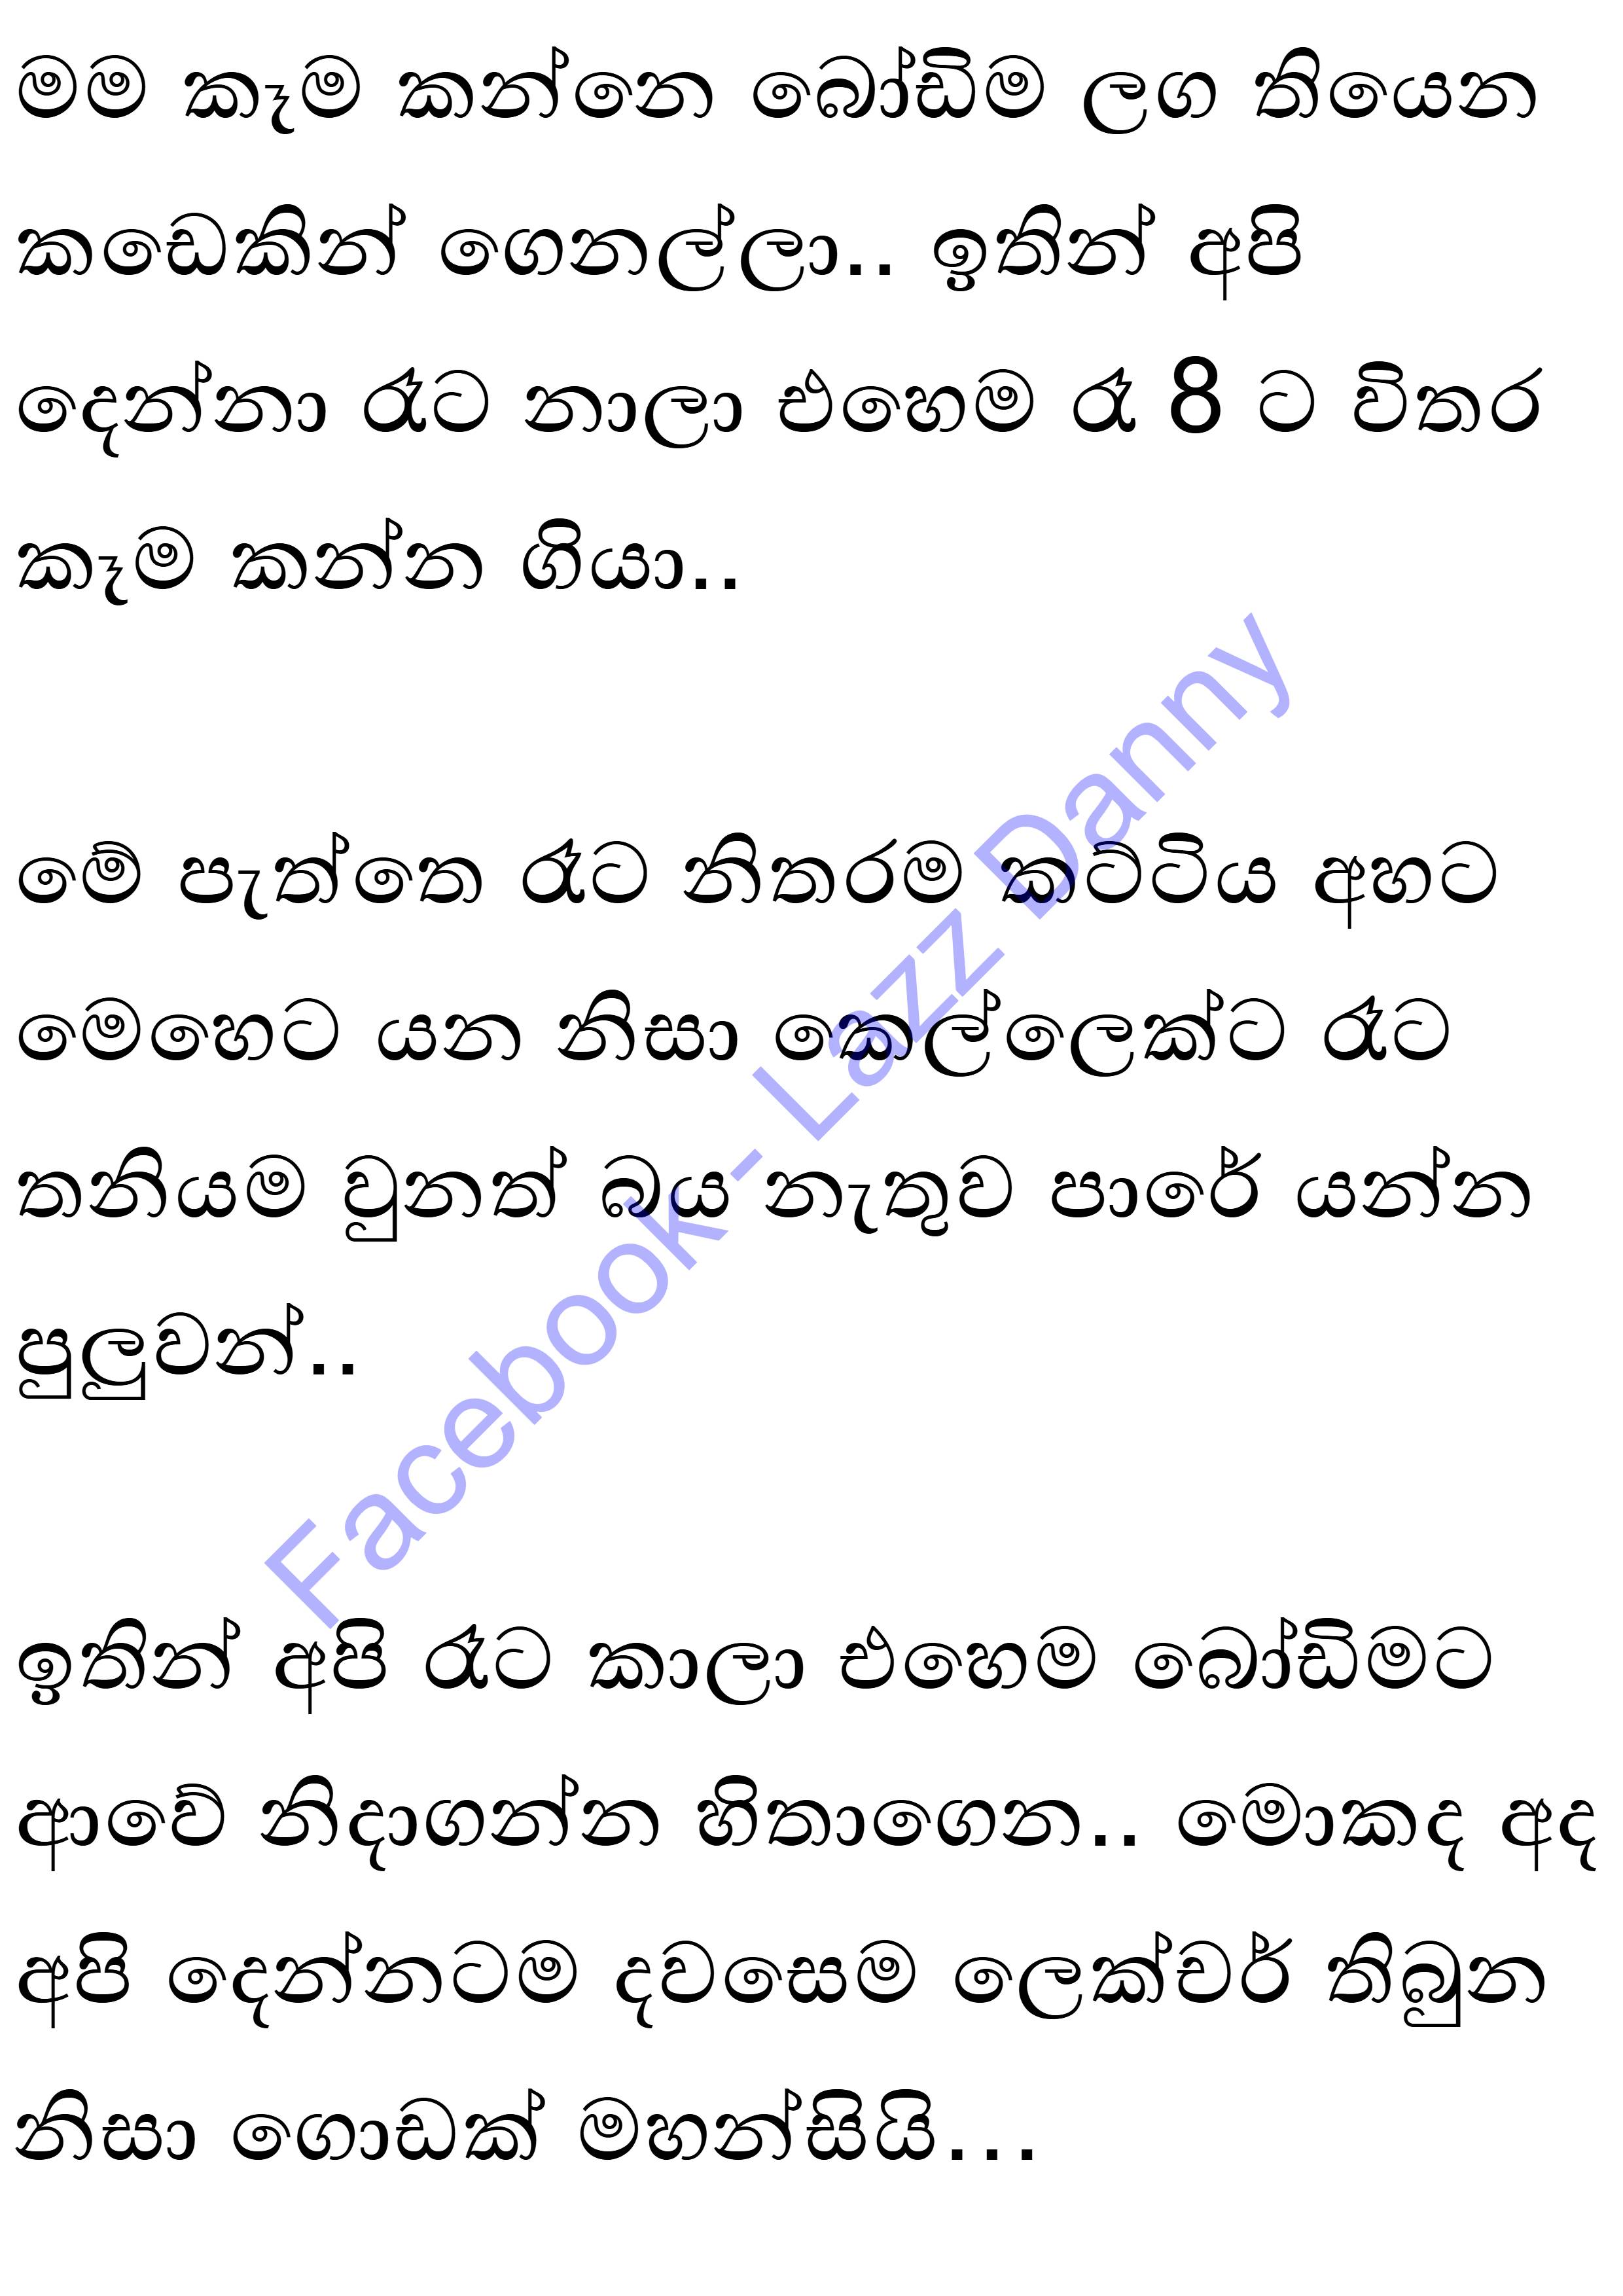 මම කෑම කන්නෙ බෝඩිම ලග තියෙන
කඩෙකින් ගෙනල්ලා.. ඉතින් අපි
දෙන්නා රෑට නාලා එහෙම රෑ 8 ට විතර
කෑම කන්න ගියා..
මේ පැත්තෙ රෑට නිතරම කට්ටිය අහට
මෙහෙට යන නිසා කෙල්ලෙක්ට රෑට
තනියම වුනත් බය නැතුව පාරේ යන්න
පුලුවන්..
ඉතින් අපි රෑට කාලා එහෙම බෝඩිමට
ආවේ නිදාගන්න හිතාගෙන.. මොකද අද
අපි දෙන්නටම දවසෙම ලෙක්චර් තිබුන
නිසා ගොඩක් මහන්සියි...
Facebook - Lazz Danny